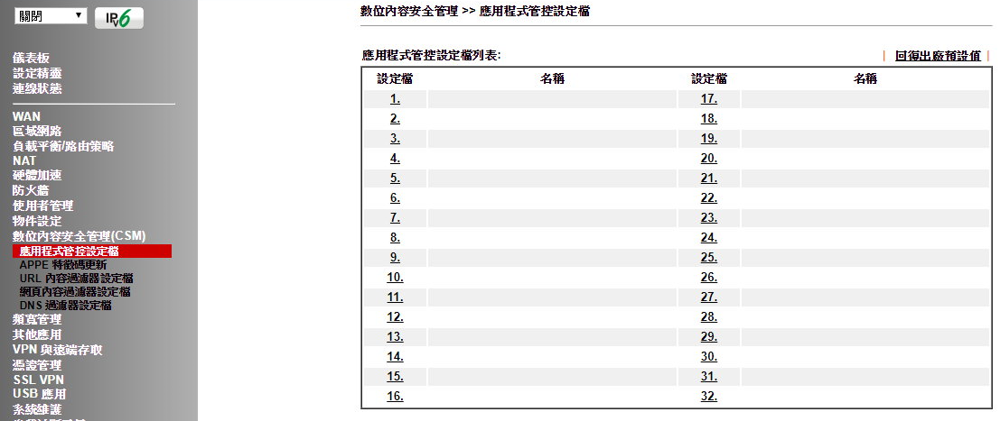 關閉
IPv6
儀表板
設定精靈
連線狀態
WAN
區域網路
負載平衡/路由策略
NAT
硬體加速
防火牆
使用者管理
物件設定
數位內容安全管理(CSM)
應用程式管控設定檔
APPE 特徵碼更新
URL 內容過濾器設定檔
網頁內容過濾器設定檔
DNS 過濾器設定檔
頻寬管理
其他應用
VPN 與遠端存取
憑證管理
SSL VPN
USB 應用
系統維護
數位內容安全管理 >> 應用程式管控設定檔
應用程式管控設定檔列表: | 回復出廠預設值 |
設定檔 名稱 設定檔 名稱
1. 17.
2. 18.
3. 19.
4. 20.
5. 21.
6. 22.
7. 23.
8. 24.
9. 25.
10. 26.
11. 27.
12. 28.
13. 29.
14. 30.
15. 31.
16. 32.